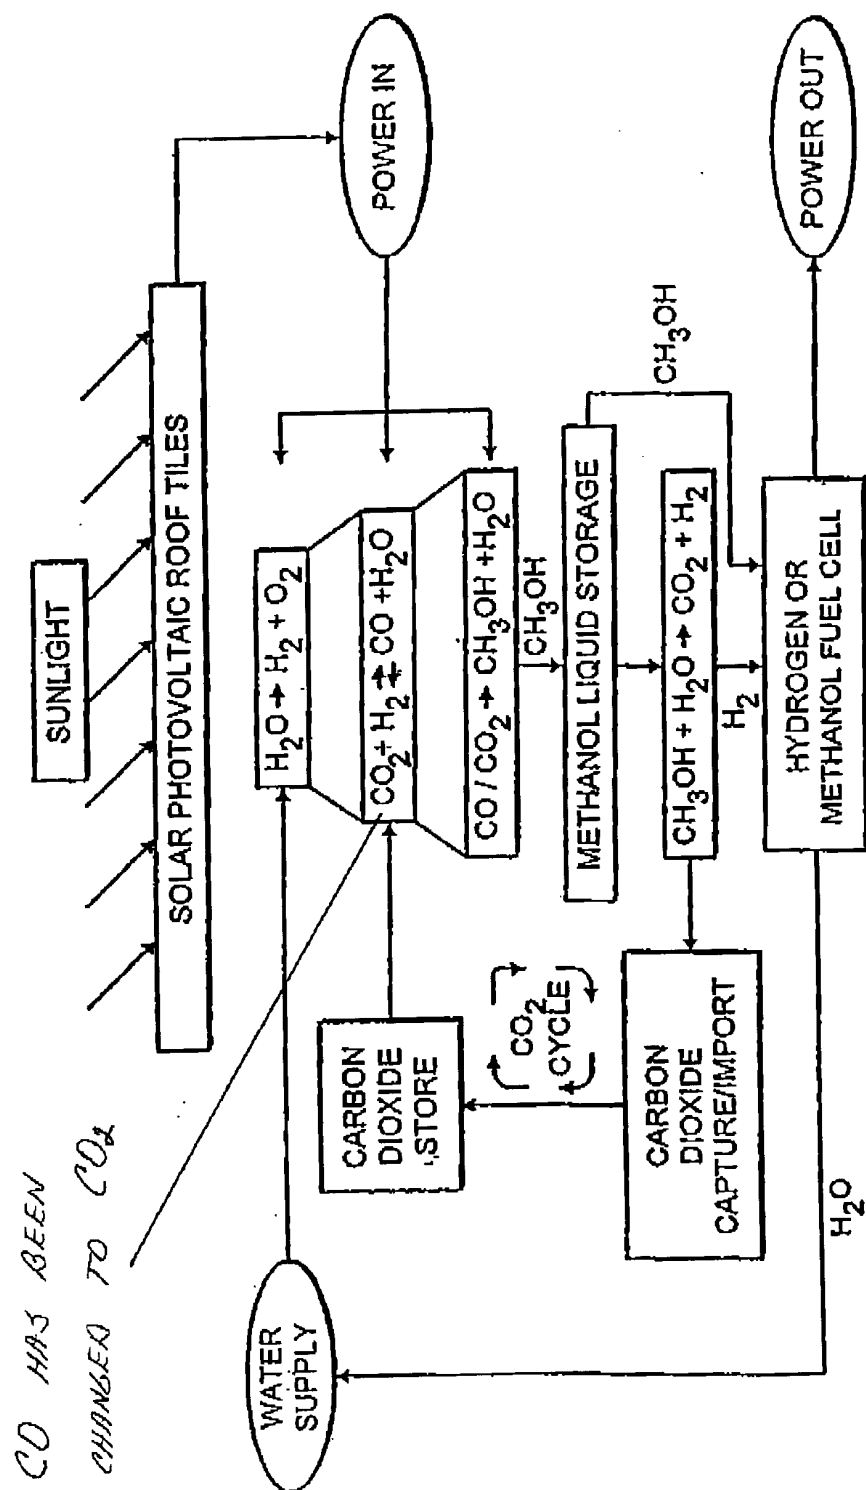 CO HAS BEEN
CHANGED TO CO₂
SUNLIGHT
SOLAR PHOTOVOLTAIC ROOF TILES
POWER IN
WATER
SUPPLY
H₂O → H₂ + O₂
CARBON
DIOXIDE
STORE
CO₂ + H₂ ⇄ CO + H₂O
CO / CO₂ → CH₃OH + H₂O
CH₃OH
CO₂
CYCLE
METHANOL LIQUID STORAGE
CH₃OH
CARBON
DIOXIDE
CAPTURE/IMPORT
CH₃OH + H₂O → CO₂ + H₂
H₂
HYDROGEN OR
METHANOL FUEL CELL
POWER OUT
H₂O